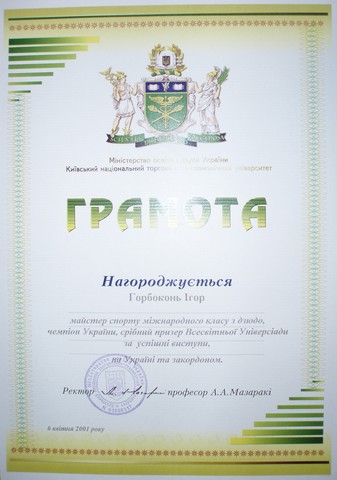 Міністерство освіти і науки України
Київський національний торговельно-економічний університет
ГРАМОТА
Нагороджується
Горбоконь Ігор
майстер спорту міжнародного класу з дзюдо,
чемпіон України, срібний призер Всесвітньої Універсіади
за успішні виступи,
по Україні та закордоном.
Ректор професор А.А.Мазаракі
6 квітня 2001 року